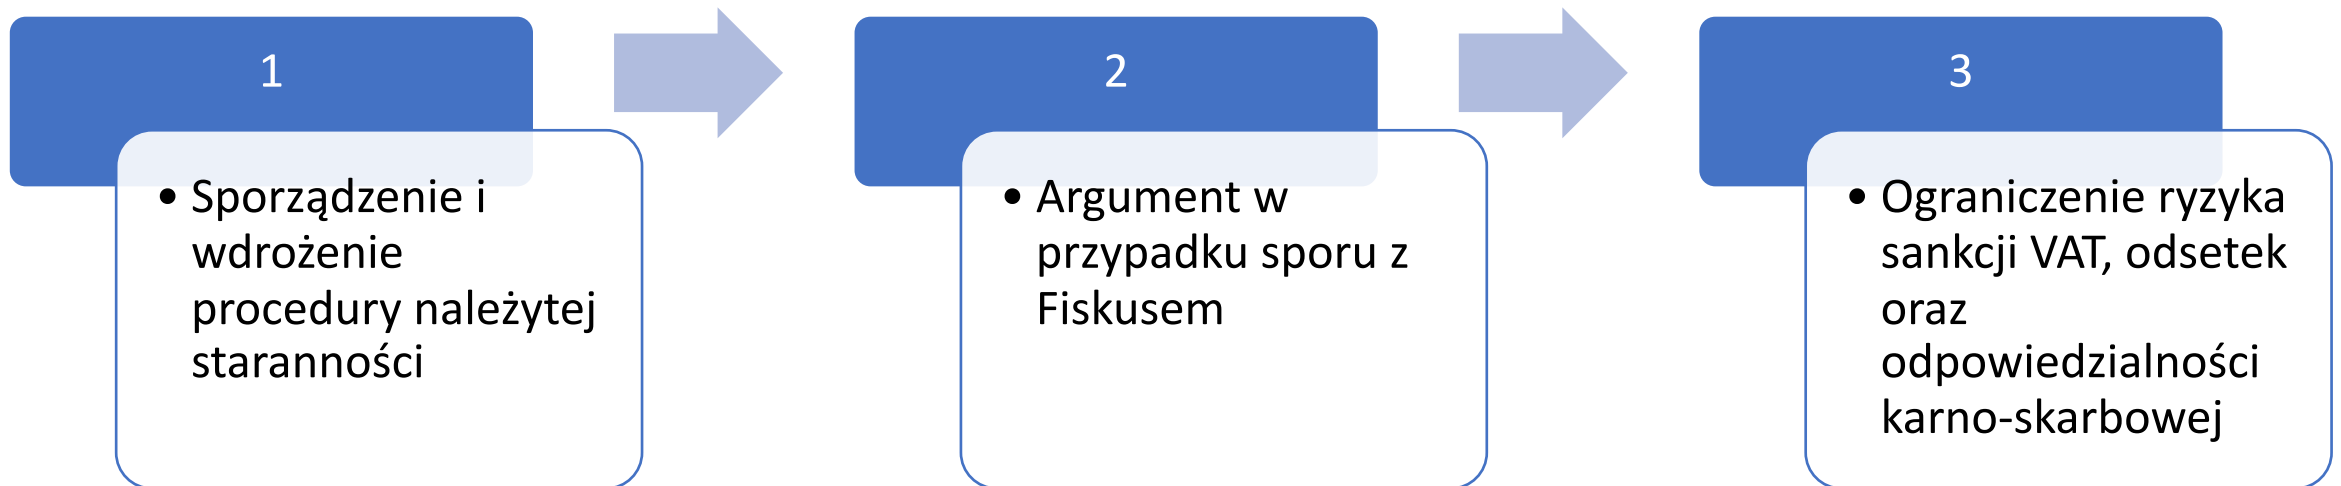 1
• Sporządzenie i
wdrożenie
procedury należytej
staranności
2
• Argument w
przypadku sporu z
Fiskusem
3
• Ograniczenie ryzyka
sankcji VAT, odsetek
oraz
odpowiedzialności
karno-skarbowej